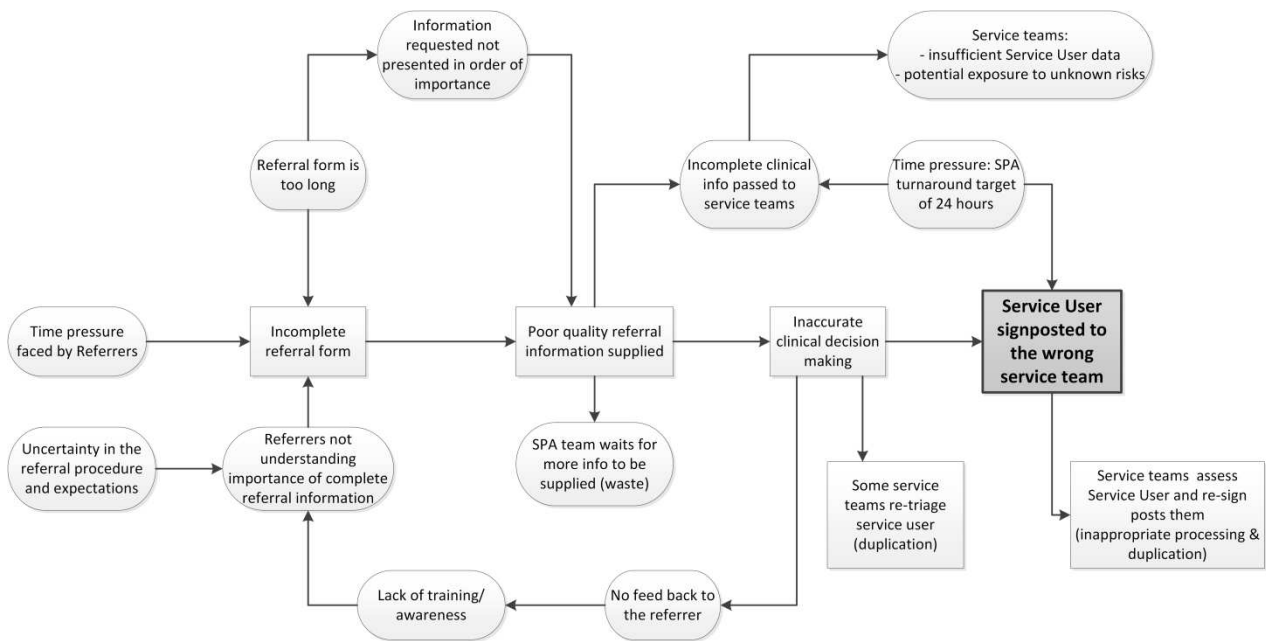 Information
requested not
presented in order of
importance
Service teams:
- insufficient Service User data
- potential exposure to unknown risks
Referral form is
too long
Incomplete clinical
info passed to
service teams
Time pressure: SPA
turnaround target
of 24 hours
Time pressure
faced by Referrers
Incomplete
referral form
Poor quality referral
information supplied
Inaccurate
clinical decision
making
Service User
signposted to
the wrong
service team
Uncertainty in the
referral procedure
and expectations
Referrers not
understanding
importance of complete
referral information
SPA team waits for
more info to be
supplied (waste)
Some service
teams re-triage
service user
(duplication)
Service teams  assess
Service User and re-sign
posts them
(inappropriate processing &
duplication)
Lack of training/
awareness
No feed back to
the referrer